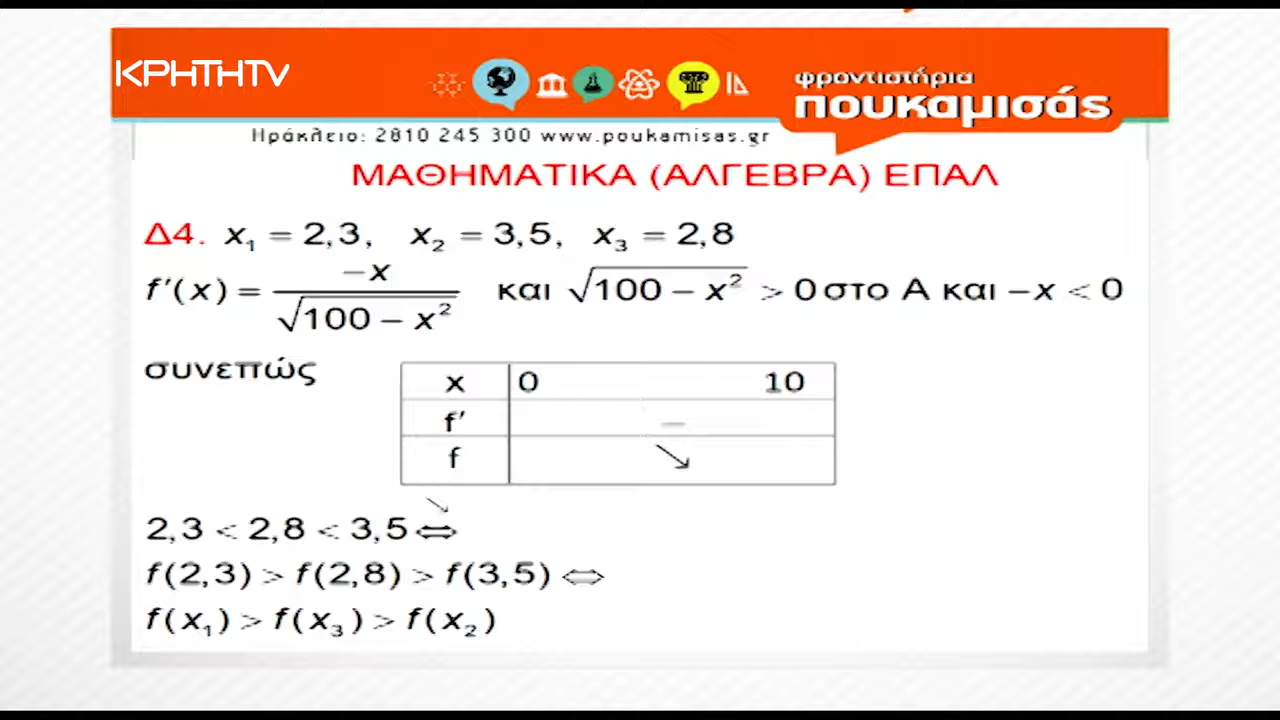 ΚΡΗΤΗTV
φροντιστήρια
πουκαμισάς
Ηράκλειο: 2810 245 300 www.poukamisas.gr
ΜΑΘΗΜΑΤΙΚΑ (ΑΛΓΕΒΡΑ) ΕΠΑΛ
Δ4. x₁ = 2,3, x₂ = 3,5, x₃ = 2,8
f′(x) = −x / √(100 − x²) και √(100 − x²) > 0 στο Α και −x < 0
συνεπώς
x 0 10
f′ −
f ↘
↘
2,3 < 2,8 < 3,5 ⇔
f(2,3) > f(2,8) > f(3,5) ⇔
f(x₁) > f(x₃) > f(x₂)